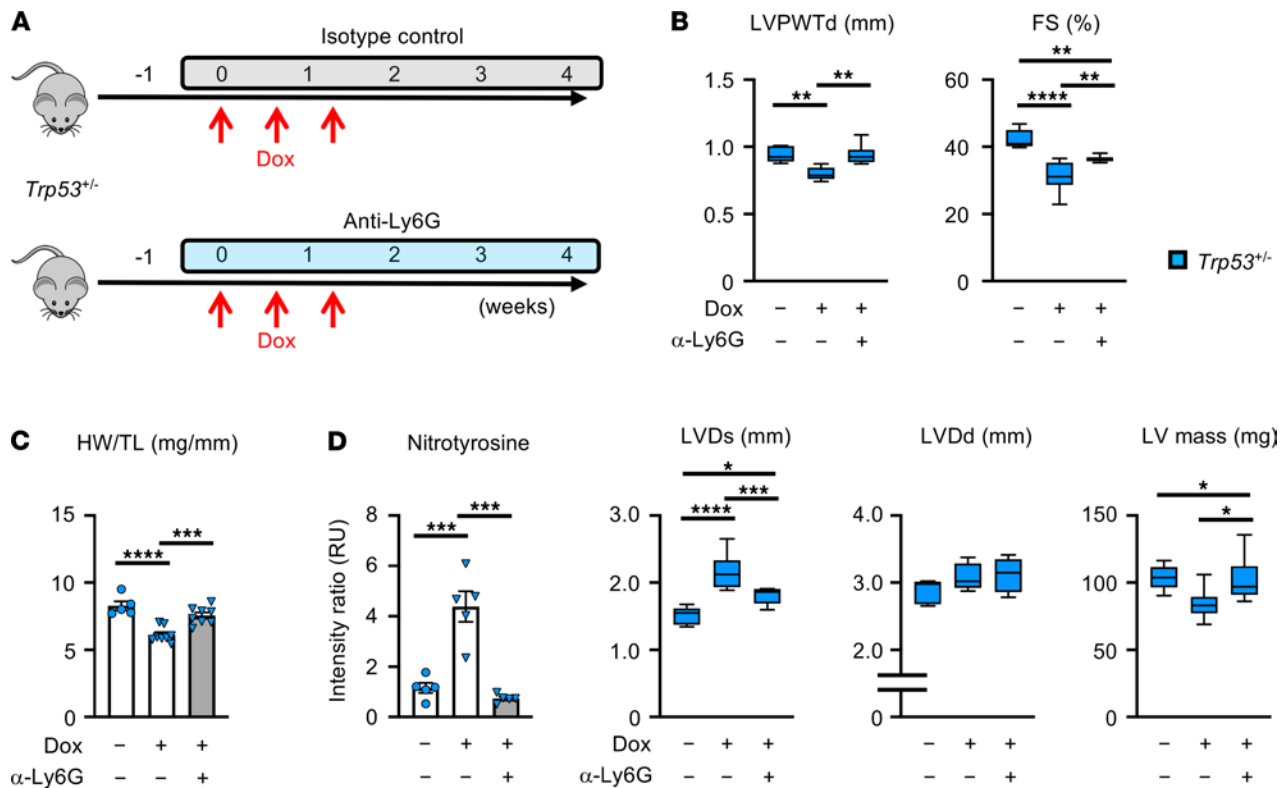 A
Isotype control
-1 0 1 2 3 4
Dox
Trp53+/-
Anti-Ly6G
-1 0 1 2 3 4
(weeks)
Dox
B
LVPWTd (mm)
**
**
1.5
1.0
0.5
0
Dox − + +
α-Ly6G − − +
FS (%)
**
**
****
60
40
20
0
− + +
− − +
Trp53+/-
C
HW/TL (mg/mm)
***
****
15
10
5
0
Dox − + +
α-Ly6G − − +
D
Nitrotyrosine
***
***
Intensity ratio (RU)
8
6
4
2
0
− + +
− − +
LVDs (mm)
*
***
****
3.0
2.0
1.0
0
Dox − + +
α-Ly6G − − +
LVDd (mm)
4.0
3.0
2.0
0
− + +
− − +
LV mass (mg)
*
*
150
100
50
0
− + +
− − +